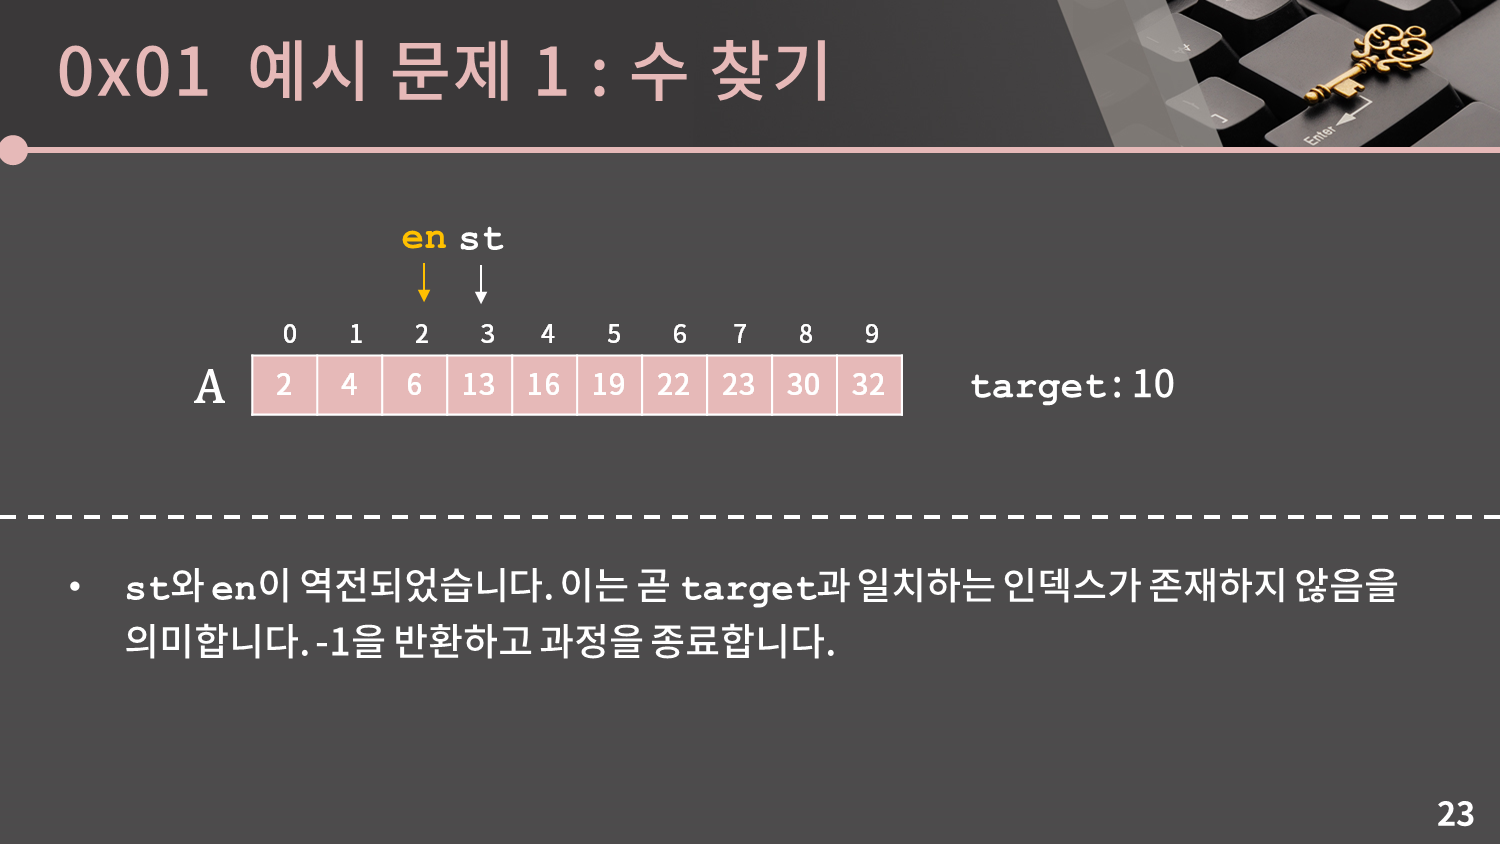 0x01 예시 문제 1 : 수 찾기
Enter
en st
0 1 2 3 4 5 6 7 8 9
A 2 4 6 13 16 19 22 23 30 32 target: 10
• st와 en이 역전되었습니다. 이는 곧 target과 일치하는 인덱스가 존재하지 않음을
의미합니다. -1을 반환하고 과정을 종료합니다.
23